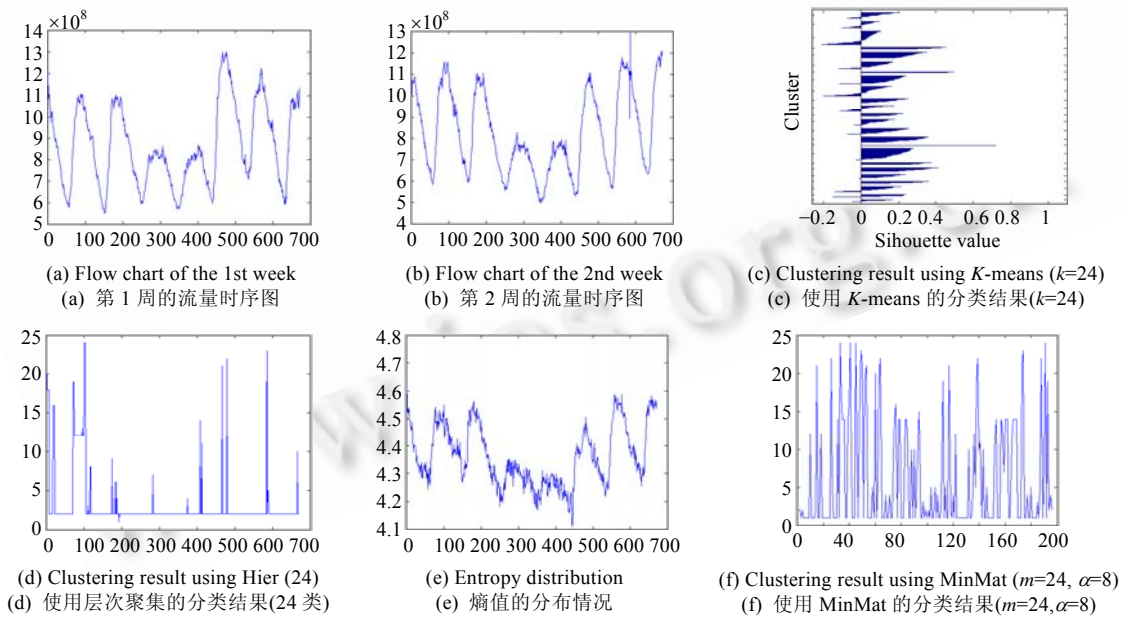 ×10⁸
14
13
12
11
10
9
8
7
6
5
0 100 200 300 400 500 600 700
(a) Flow chart of the 1st week
(a) 第 1 周的流量时序图
×10⁸
13
12
11
10
9
8
7
6
5
4
0 100 200 300 400 500 600 700
(b) Flow chart of the 2nd week
(b) 第 2 周的流量时序图
Cluster
−0.2 0 0.2 0.4 0.6 0.8 1
Sihouette value
(c) Clustering result using K-means (k=24)
(c) 使用 K-means 的分类结果(k=24)
25
20
15
10
5
0
0 100 200 300 400 500 600 700
(d) Clustering result using Hier (24)
(d) 使用层次聚集的分类结果(24 类)
4.8
4.7
4.6
4.5
4.4
4.3
4.2
4.1
0 100 200 300 400 500 600 700
(e) Entropy distribution
(e) 熵值的分布情况
25
20
15
10
5
0
0 40 80 120 160 200
(f) Clustering result using MinMat (m=24, α=8)
(f) 使用 MinMat 的分类结果(m=24,α=8)